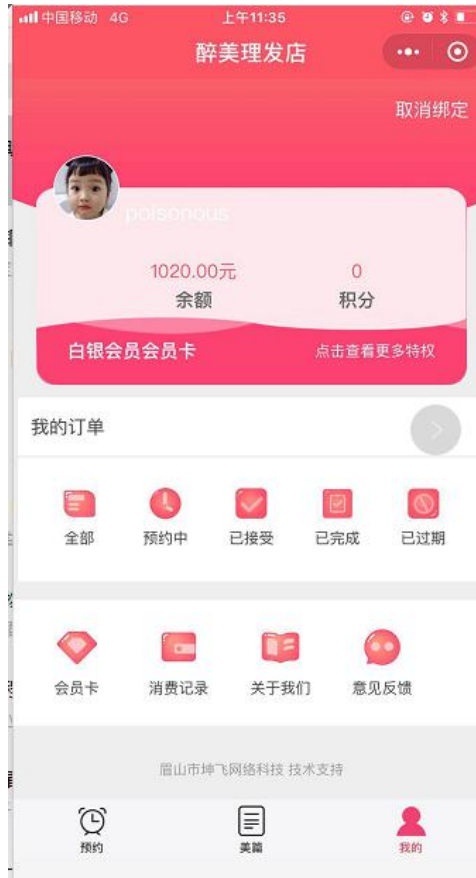 中国移动 4G 上午11:35
醉美理发店
取消绑定
poisonous
1020.00元 0
余额 积分
白银会员会员卡 点击查看更多特权
我的订单
全部 预约中 已接受 已完成 已过期
会员卡 消费记录 关于我们 意见反馈
眉山市坤飞网络科技 技术支持
预约 美篇 我的